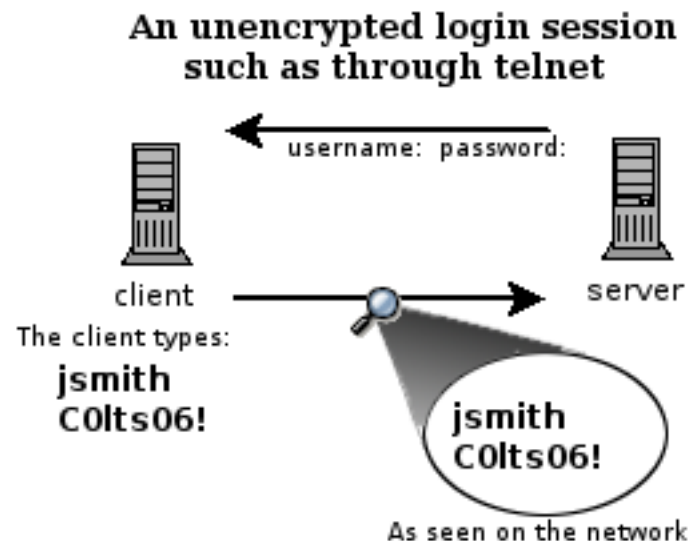 An unencrypted login session
such as through telnet
username: password:
client
server
The client types:
jsmith
C0lts06!
jsmith
C0lts06!
As seen on the network